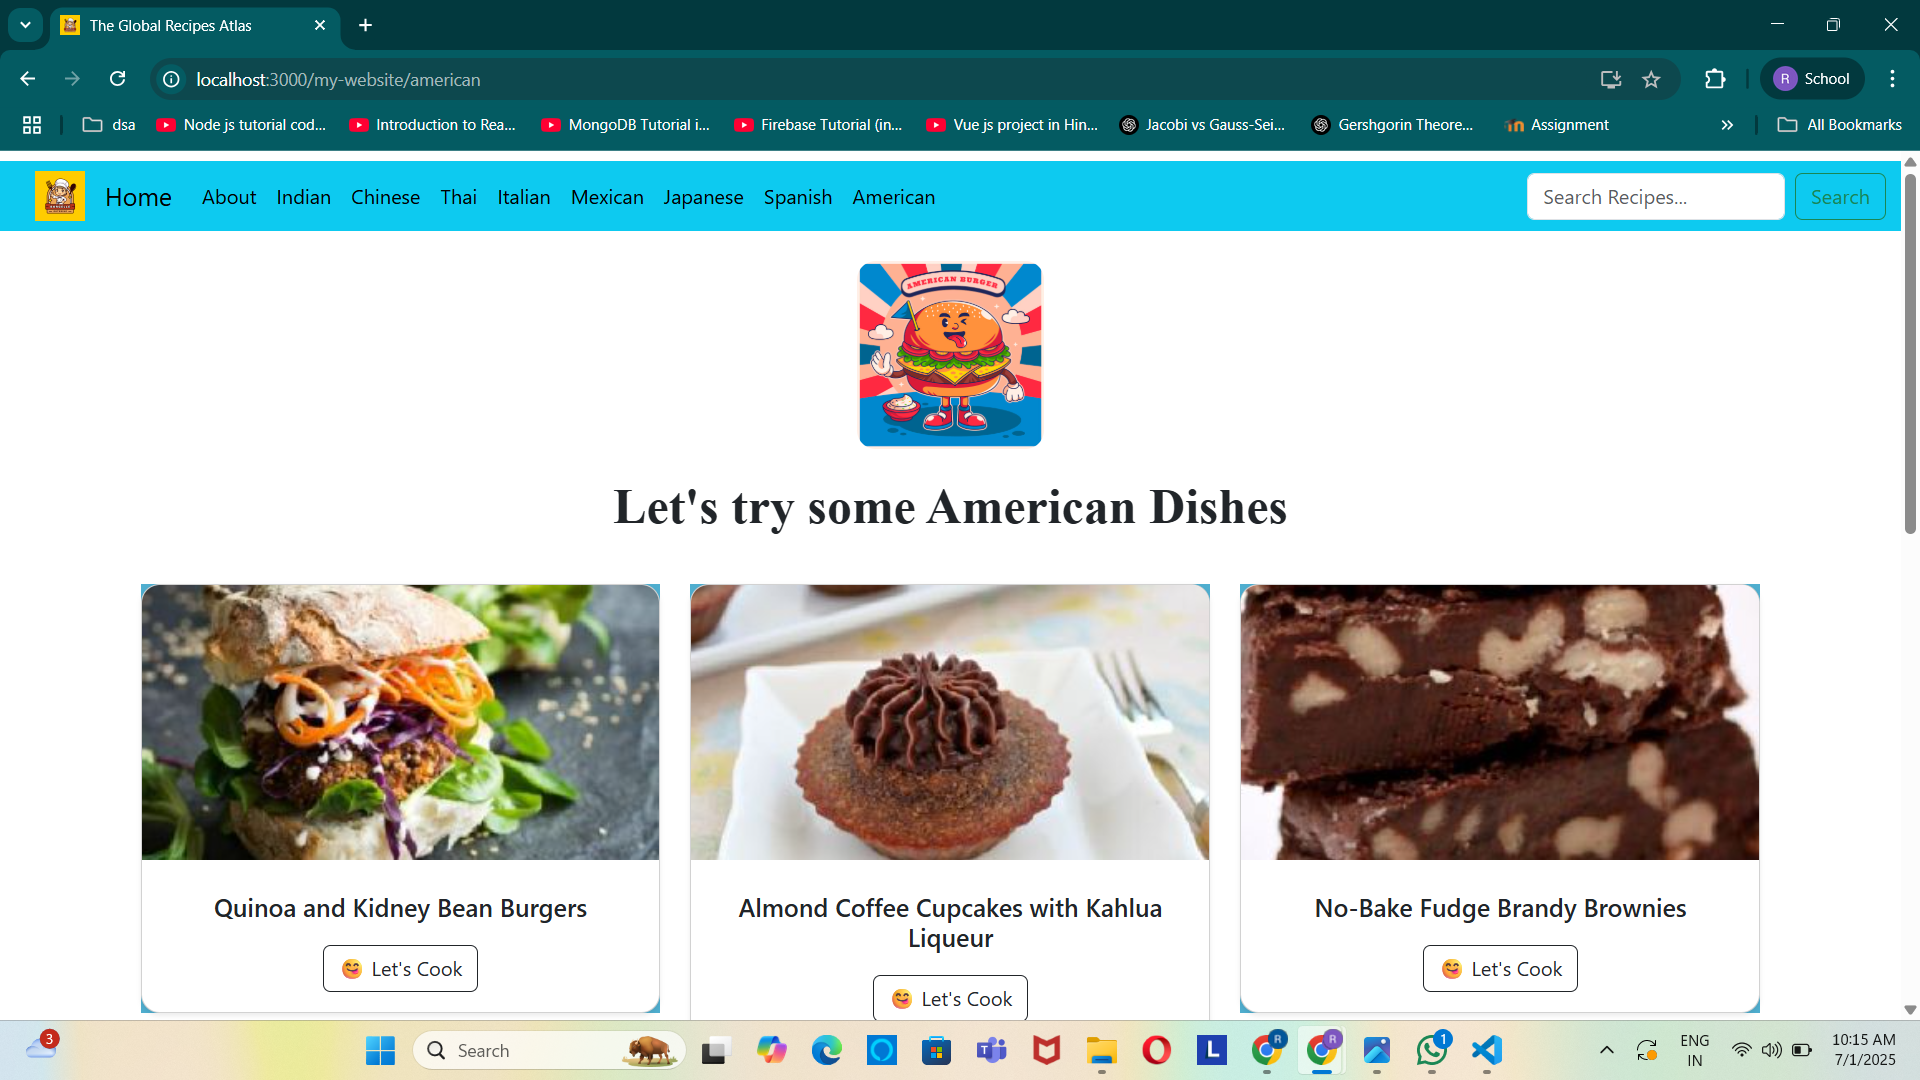 The Global Recipes Atlas
localhost:3000/my-website/american
R School
dsa
Node js tutorial cod...
Introduction to Rea...
MongoDB Tutorial i...
Firebase Tutorial (in...
Vue js project in Hin...
Jacobi vs Gauss-Sei...
Gershgorin Theore...
Assignment
All Bookmarks
Home About Indian Chinese Thai Italian Mexican Japanese Spanish American
Search Recipes...
Search
AMERICAN BURGER
Let's try some American Dishes
Quinoa and Kidney Bean Burgers
Let's Cook
Almond Coffee Cupcakes with Kahlua
Liqueur
Let's Cook
No-Bake Fudge Brandy Brownies
Let's Cook
3
Search
L
R
R
1
ENG
IN
10:15 AM
7/1/2025